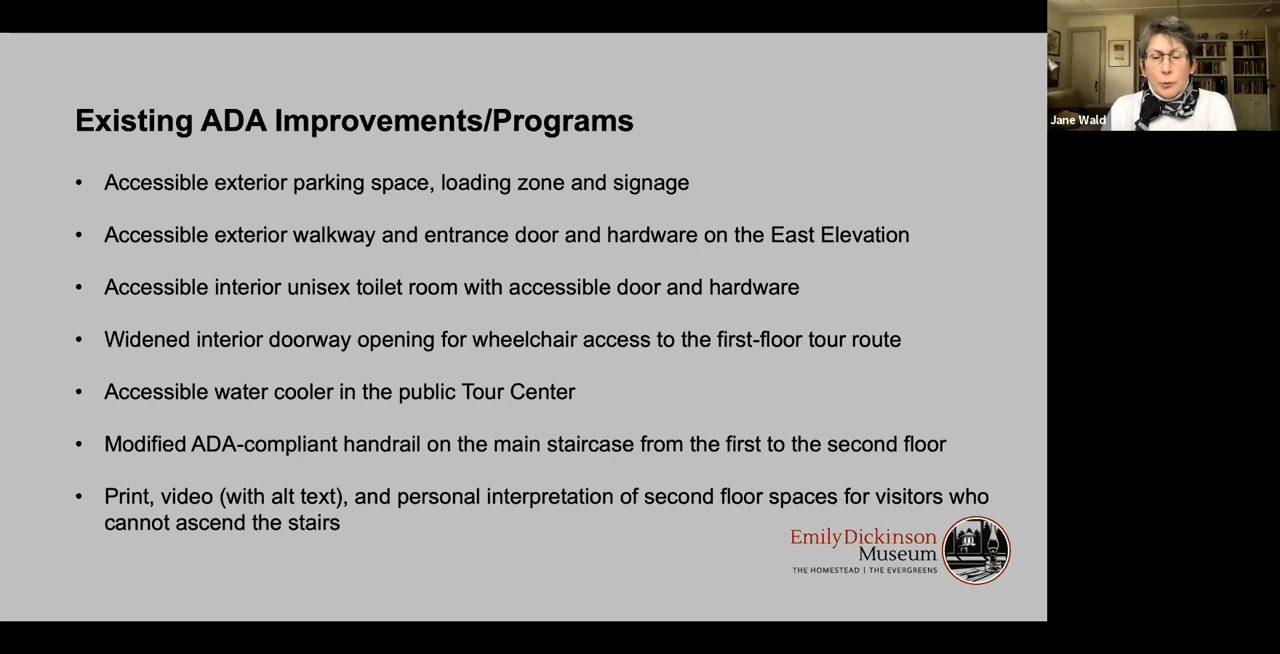 Existing ADA Improvements/Programs
• Accessible exterior parking space, loading zone and signage
• Accessible exterior walkway and entrance door and hardware on the East Elevation
• Accessible interior unisex toilet room with accessible door and hardware
• Widened interior doorway opening for wheelchair access to the first-floor tour route
• Accessible water cooler in the public Tour Center
• Modified ADA-compliant handrail on the main staircase from the first to the second floor
• Print, video (with alt text), and personal interpretation of second floor spaces for visitors who
cannot ascend the stairs
EmilyDickinson
Museum
THE HOMESTEAD | THE EVERGREENS
Jane Wald